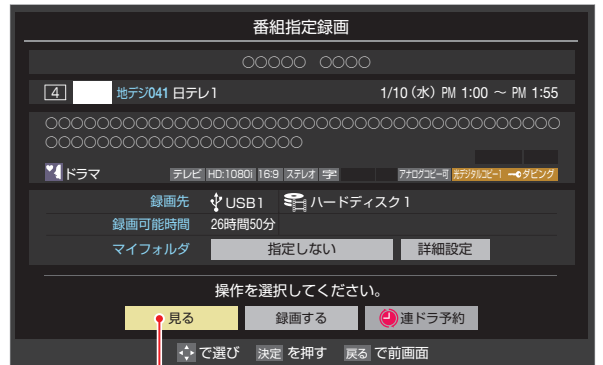 番組指定録画
○○○○○ ○○○○
4 地デジ041 日テレ1 1/10 (水) PM 1:00 ～ PM 1:55
○○○○○○○○○○○○○○○○○○○○○○○○○○○○○○○○○○○
○○○○○○○○○○○○○○○○○
ドラマ テレビ HD:1080i 16:9 ステレオ 字 アナログコピー可 光デジタルコピー1 ダビング
録画先 USB1 ハードディスク1
録画可能時間 26時間50分
マイフォルダ 指定しない 詳細設定
操作を選択してください。
見る 録画する 連ドラ予約
で選び 決定 を押す 戻る で前画面